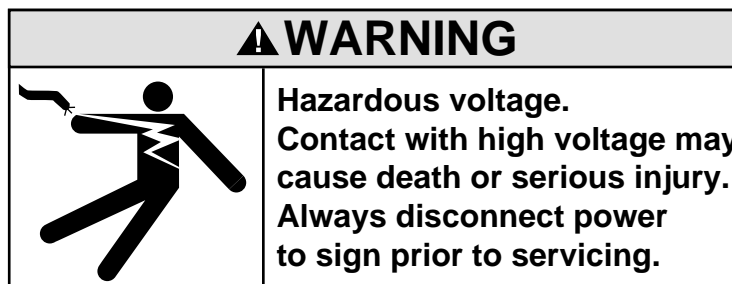 WARNING
Hazardous voltage.
Contact with high voltage may
cause death or serious injury.
Always disconnect power
to sign prior to servicing.